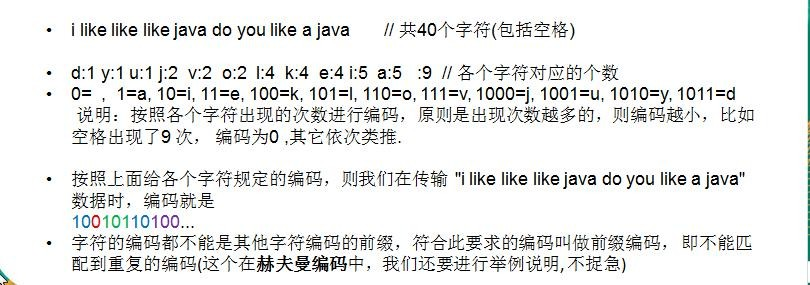 • i like like like java do you like a java // 共40个字符(包括空格)
• d:1 y:1 u:1 j:2 v:2 o:2 l:4 k:4 e:4 i:5 a:5 :9 // 各个字符对应的个数
• 0= , 1=a, 10=i, 11=e, 100=k, 101=l, 110=o, 111=v, 1000=j, 1001=u, 1010=y, 1011=d
说明：按照各个字符出现的次数进行编码，原则是出现次数越多的，则编码越小，比如
空格出现了9 次， 编码为0 ,其它依次类推.
• 按照上面给各个字符规定的编码，则我们在传输 "i like like like java do you like a java"
数据时，编码就是
10010110100...
• 字符的编码都不能是其他字符编码的前缀，符合此要求的编码叫做前缀编码， 即不能匹
配到重复的编码(这个在赫夫曼编码中，我们还要进行举例说明, 不捉急)